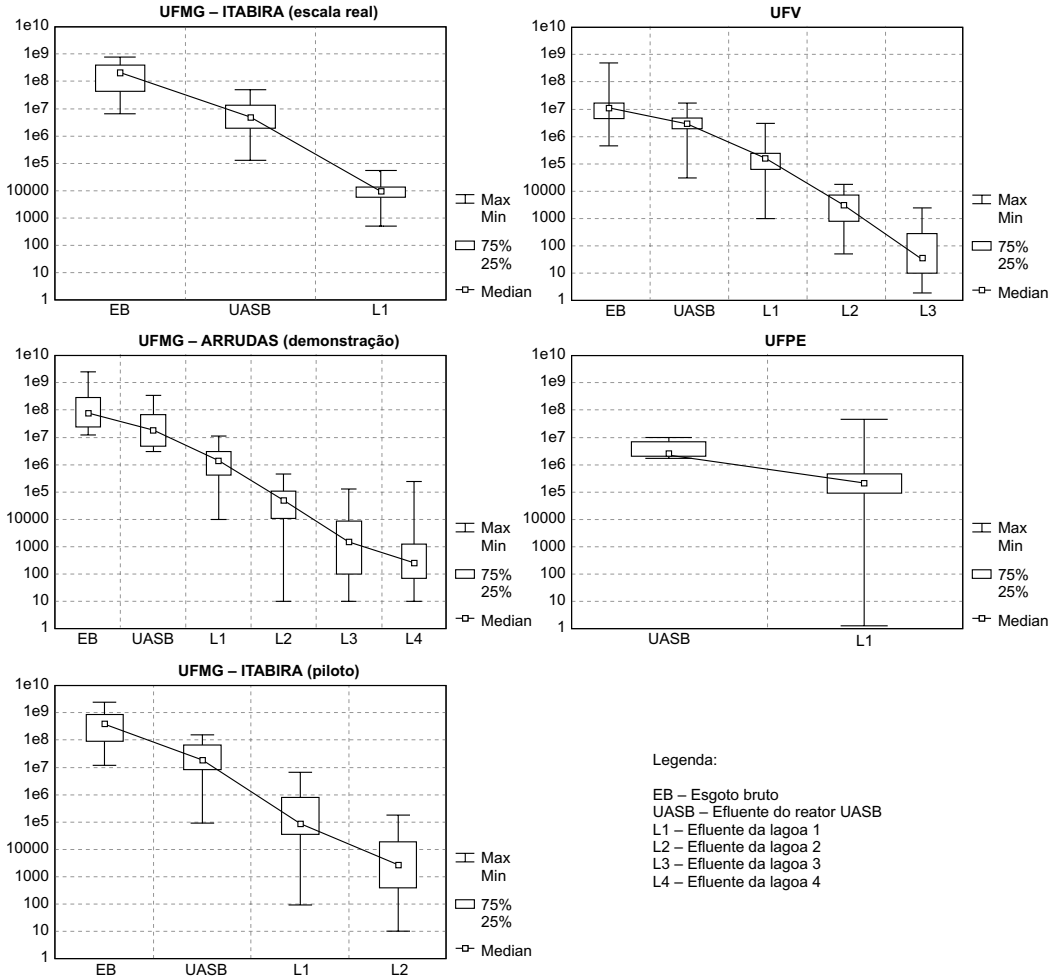 UFMG – ITABIRA (escala real)
1e10
1e9
1e8
1e7
1e6
1e5
10000
1000
100
10
1
EB
UASB
L1
Max
Min
75%
25%
Median
UFV
1e10
1e9
1e8
1e7
1e6
1e5
10000
1000
100
10
1
EB
UASB
L1
L2
L3
Max
Min
75%
25%
Median
UFMG – ARRUDAS (demonstração)
1e10
1e9
1e8
1e7
1e6
1e5
10000
1000
100
10
1
EB
UASB
L1
L2
L3
L4
Max
Min
75%
25%
Median
UFPE
1e10
1e9
1e8
1e7
1e6
1e5
10000
1000
100
10
1
UASB
L1
Max
Min
75%
25%
Median
UFMG – ITABIRA (piloto)
1e10
1e9
1e8
1e7
1e6
1e5
10000
1000
100
10
1
EB
UASB
L1
L2
Max
Min
75%
25%
Median
Legenda:
EB – Esgoto bruto
UASB – Efluente do reator UASB
L1 – Efluente da lagoa 1
L2 – Efluente da lagoa 2
L3 – Efluente da lagoa 3
L4 – Efluente da lagoa 4